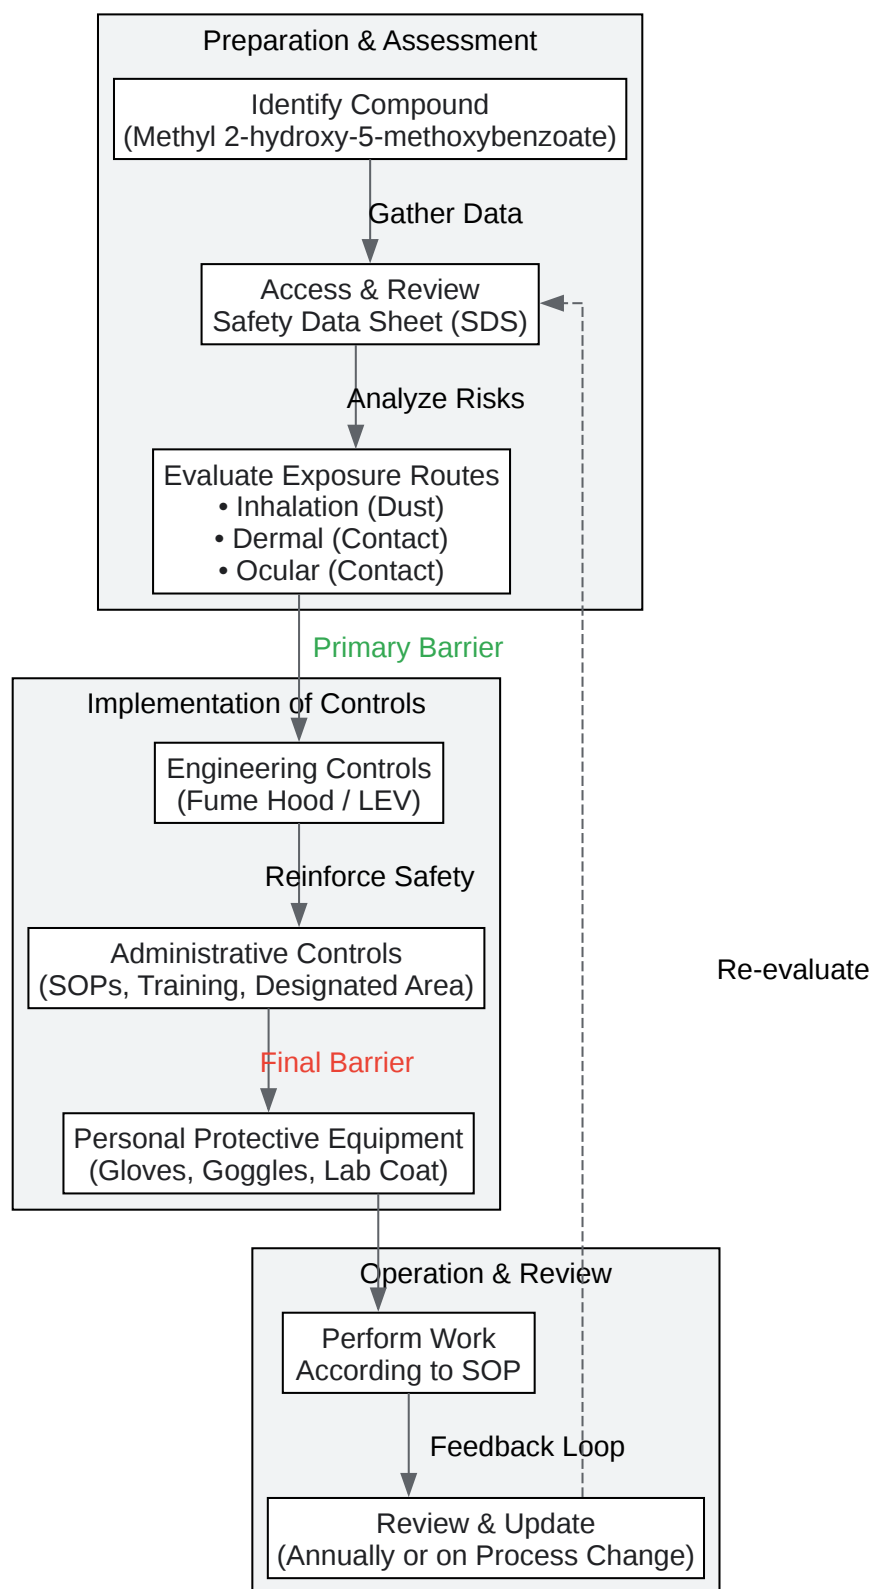 Preparation & Assessment
Identify Compound
(Methyl 2-hydroxy-5-methoxybenzoate)
Gather Data
Access & Review
Safety Data Sheet (SDS)
Analyze Risks
Evaluate Exposure Routes
• Inhalation (Dust)
• Dermal (Contact)
• Ocular (Contact)
Primary Barrier
Implementation of Controls
Engineering Controls
(Fume Hood / LEV)
Reinforce Safety
Administrative Controls
(SOPs, Training, Designated Area)
Re-evaluate
Final Barrier
Personal Protective Equipment
(Gloves, Goggles, Lab Coat)
Operation & Review
Perform Work
According to SOP
Feedback Loop
Review & Update
(Annually or on Process Change)